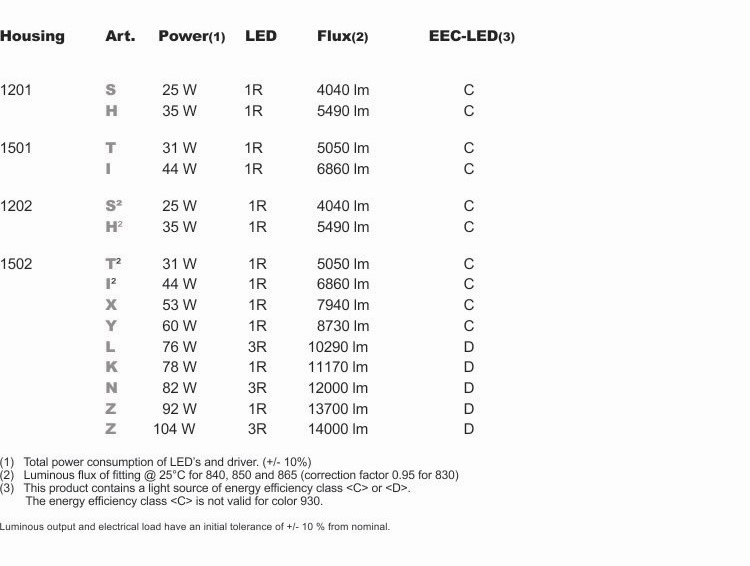 Housing Art. Power(1) LED Flux(2) EEC-LED(3)
1201 S 25 W 1R 4040 lm C
H 35 W 1R 5490 lm C
1501 T 31 W 1R 5050 lm C
I 44 W 1R 6860 lm C
1202 S² 25 W 1R 4040 lm C
H² 35 W 1R 5490 lm C
1502 T² 31 W 1R 5050 lm C
I² 44 W 1R 6860 lm C
X 53 W 1R 7940 lm C
Y 60 W 1R 8730 lm C
L 76 W 3R 10290 lm D
K 78 W 1R 11170 lm D
N 82 W 3R 12000 lm D
Z 92 W 1R 13700 lm D
Z 104 W 3R 14000 lm D
(1) Total power consumption of LED's and driver. (+/- 10%)
(2) Luminous flux of fitting @ 25°C for 840, 850 and 865 (correction factor 0.95 for 830)
(3) This product contains a light source of energy efficiency class <C> or <D>.
The energy efficiency class <C> is not valid for color 930.
Luminous output and electrical load have an initial tolerance of +/- 10 % from nominal.